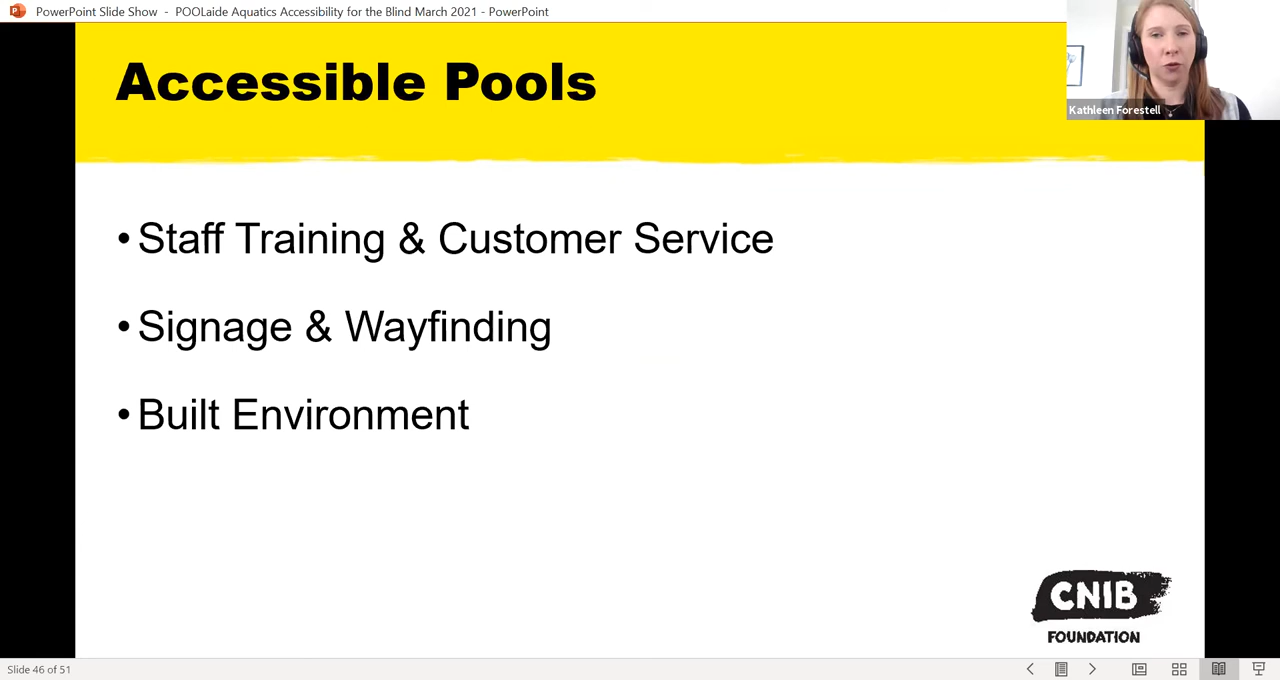 PowerPoint Slide Show - POOLaide Aquatics Accessibility for the Blind March 2021 - PowerPoint
Kathleen Forestell
Accessible Pools
• Staff Training & Customer Service
• Signage & Wayfinding
• Built Environment
CNIB
FOUNDATION
Slide 46 of 51